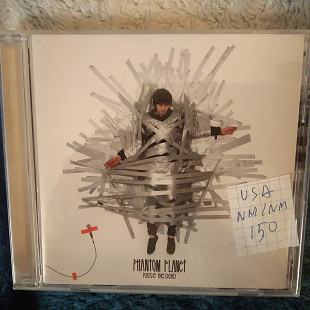 USA
NM/NM
150
PHANTOM PLANET
RAISE THE DEAD